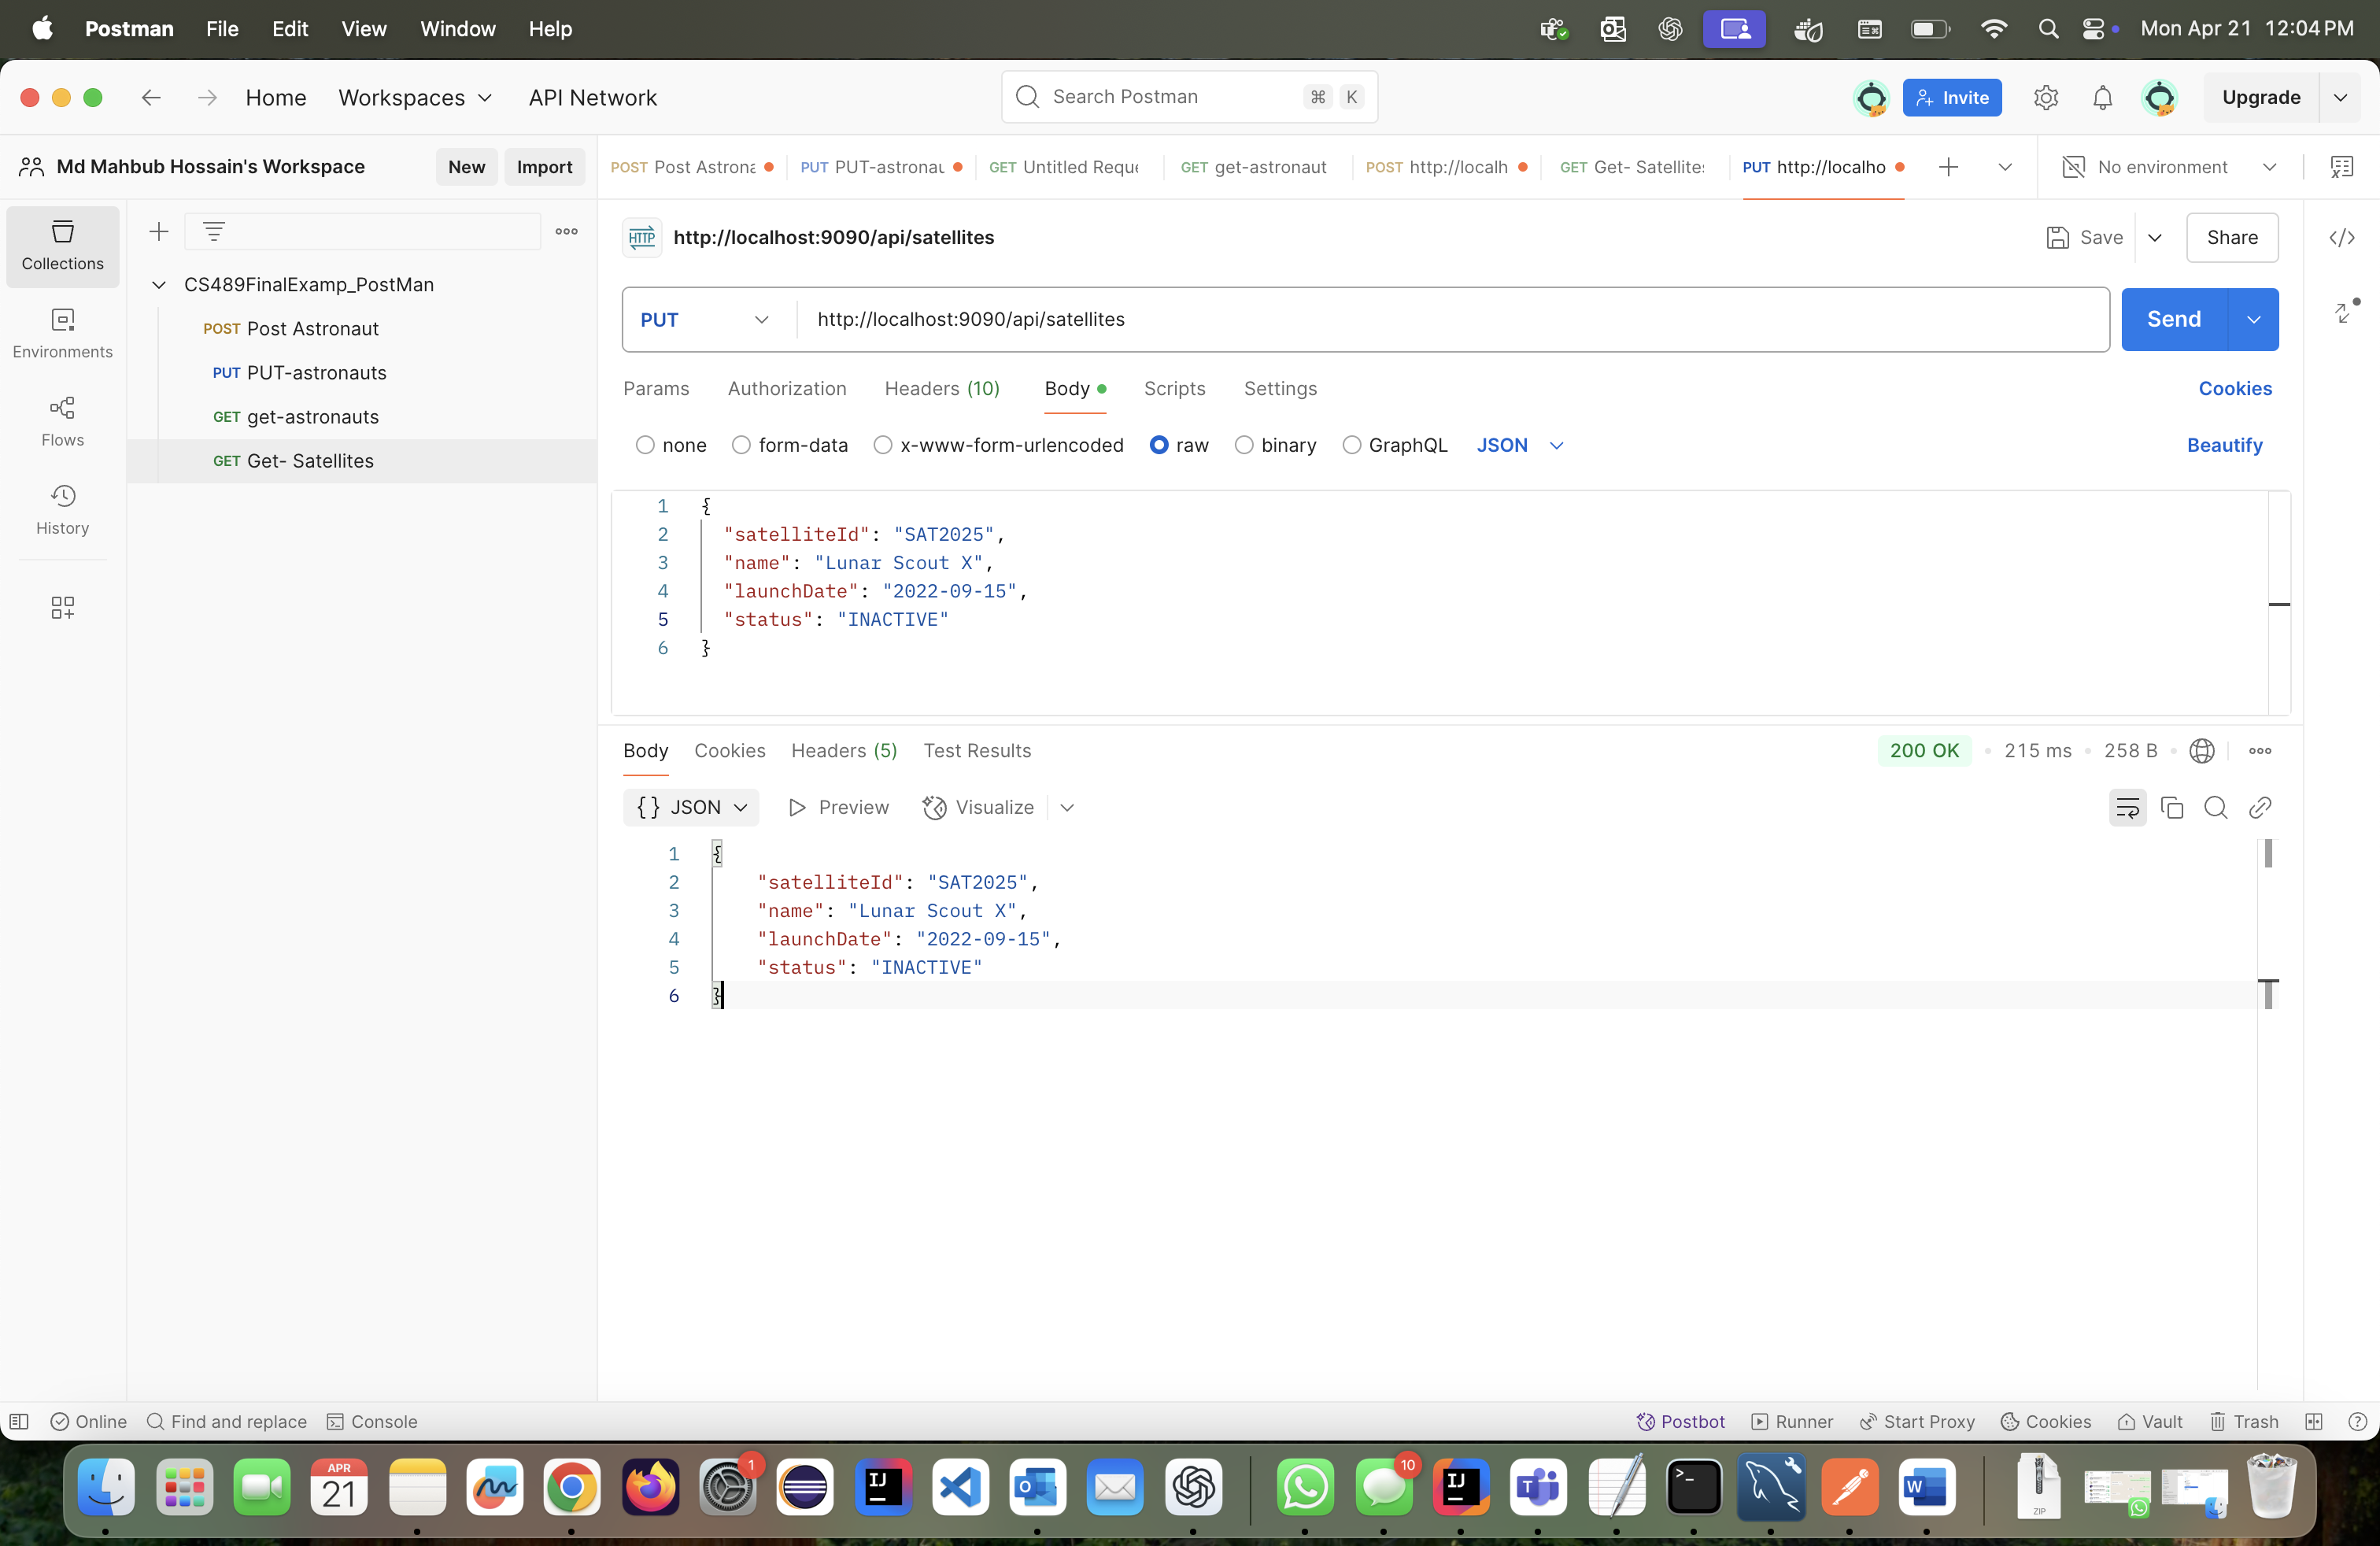 Postman File Edit View Window Help Mon Apr 21 12:04 PM
Home Workspaces API Network Search Postman ⌘ K Invite Upgrade
Md Mahbub Hossain's Workspace New Import
POST Post Astrona PUT PUT-astronau GET Untitled Reque GET get-astronaut POST http://localh GET Get- Satellites PUT http://localho No environment
Collections
Environments
Flows
History
CS489FinalExamp_PostMan
POST Post Astronaut
PUT PUT-astronauts
GET get-astronauts
GET Get- Satellites
HTTP http://localhost:9090/api/satellites Save Share
PUT http://localhost:9090/api/satellites Send
Params Authorization Headers (10) Body Scripts Settings Cookies
none form-data x-www-form-urlencoded raw binary GraphQL JSON Beautify
1 {
2 "satelliteId": "SAT2025",
3 "name": "Lunar Scout X",
4 "launchDate": "2022-09-15",
5 "status": "INACTIVE"
6 }
Body Cookies Headers (5) Test Results 200 OK • 215 ms • 258 B
{} JSON Preview Visualize
1 {
2 "satelliteId": "SAT2025",
3 "name": "Lunar Scout X",
4 "launchDate": "2022-09-15",
5 "status": "INACTIVE"
6 }
Online Find and replace Console Postbot Runner Start Proxy Cookies Vault Trash
APR
21
1
IJ
10
IJ
ZIP